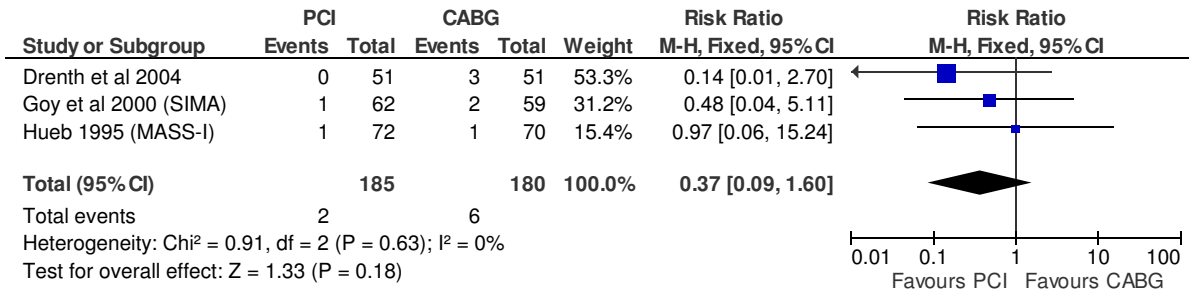 PCI CABG Risk Ratio Risk Ratio
Study or Subgroup Events Total Events Total Weight M-H, Fixed, 95% CI M-H, Fixed, 95% CI
Drenth et al 2004 0 51 3 51 53.3% 0.14 [0.01, 2.70]
Goy et al 2000 (SIMA) 1 62 2 59 31.2% 0.48 [0.04, 5.11]
Hueb 1995 (MASS-I) 1 72 1 70 15.4% 0.97 [0.06, 15.24]
Total (95% CI) 185 180 100.0% 0.37 [0.09, 1.60]
Total events 2 6
Heterogeneity: Chi² = 0.91, df = 2 (P = 0.63); I² = 0%
Test for overall effect: Z = 1.33 (P = 0.18)
0.01 0.1 1 10 100
Favours PCI Favours CABG